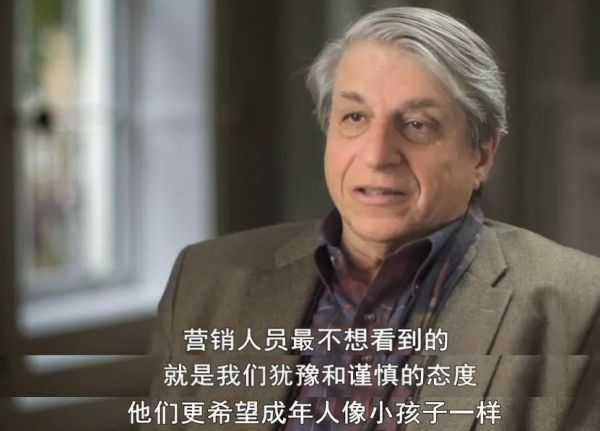 营销人员最不想看到的
就是我们犹豫和谨慎的态度
他们更希望成年人像小孩子一样